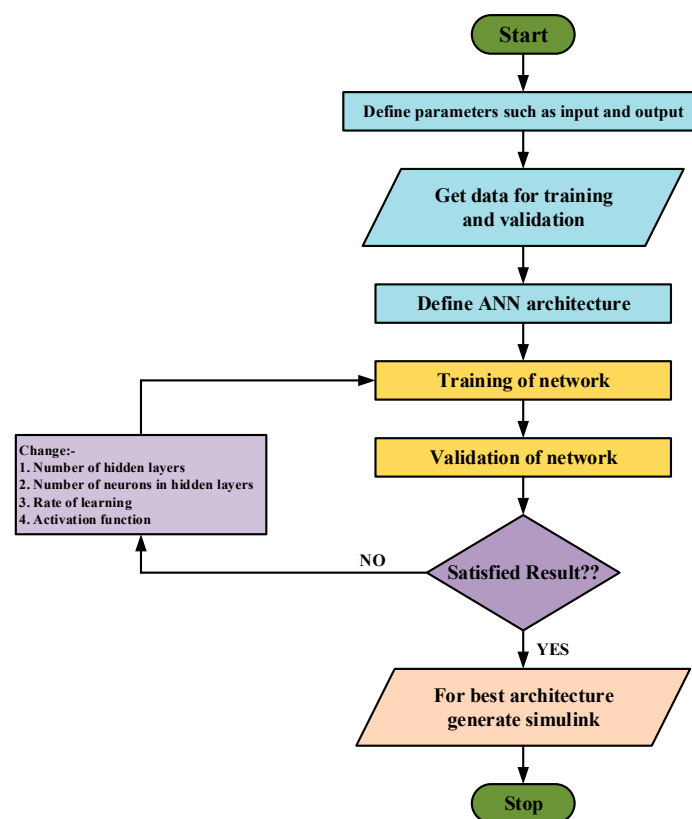 Start
Define parameters such as input and output
Get data for training
and validation
Define ANN architecture
Training of network
Change:-
1. Number of hidden layers
2. Number of neurons in hidden layers
3. Rate of learning
4. Activation function
Validation of network
Satisfied Result??
NO
YES
For best architecture
generate simulink
Stop